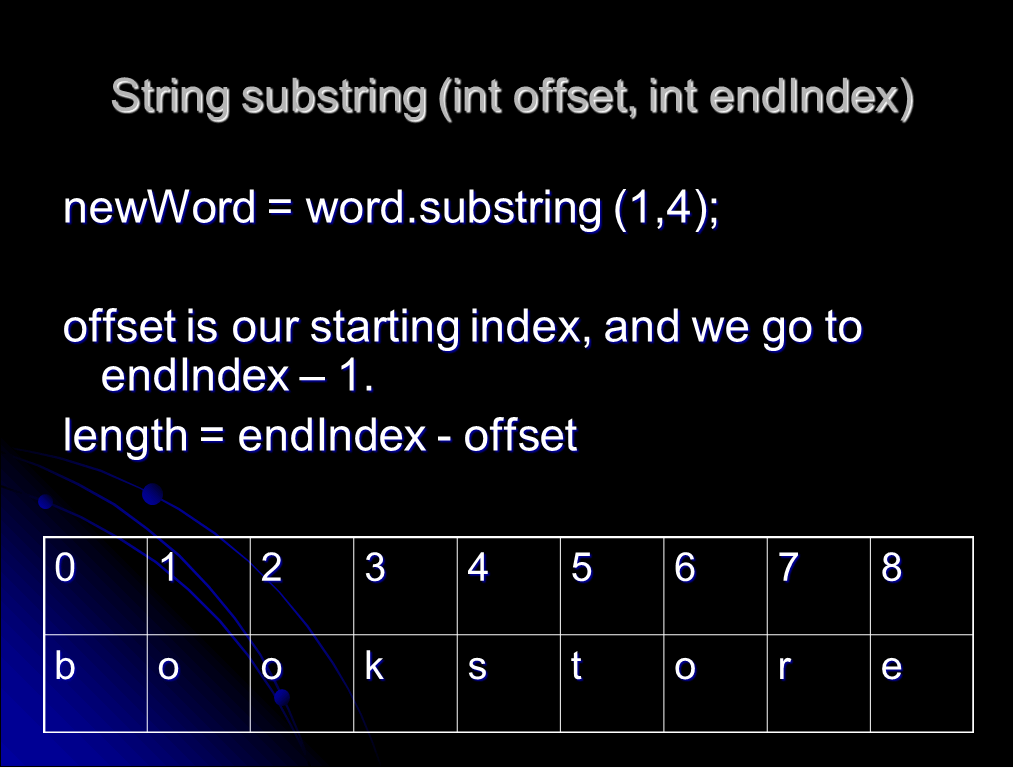 String substring (int offset, int endIndex)
newWord = word.substring (1,4);
offset is our starting index, and we go to
endIndex – 1.
length = endIndex - offset
0 1 2 3 4 5 6 7 8
b o o k s t o r e